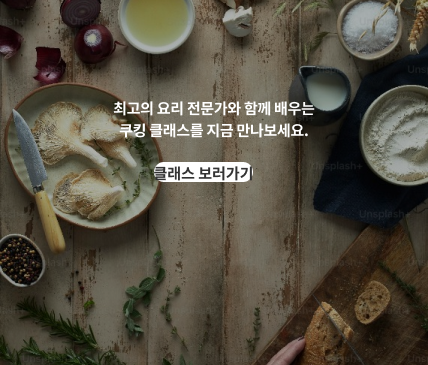 최고의 요리 전문가와 함께 배우는
쿠킹 클래스를 지금 만나보세요.
클래스 보러가기
Unsplash+
Unsplash+